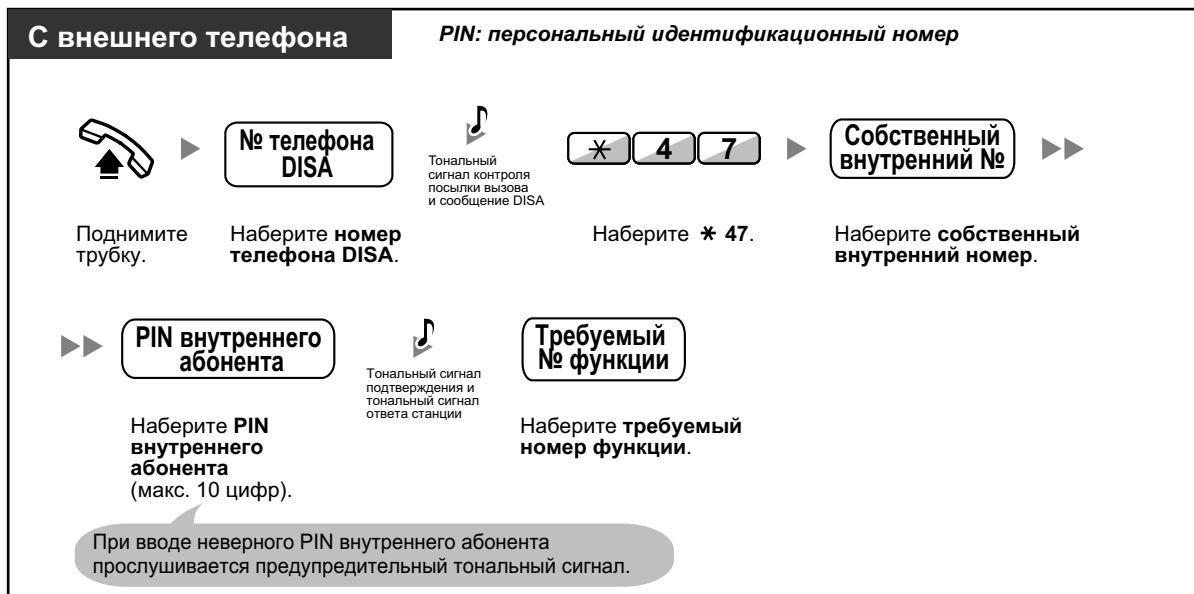 С внешнего телефона
PIN: персональный идентификационный номер
№ телефона
DISA
Тональный
сигнал контроля
посылки вызова
и сообщение DISA
✱ 4 7
Собственный
внутренний №
Поднимите
трубку.
Наберите номер
телефона DISA.
Наберите ✱ 47.
Наберите собственный
внутренний номер.
PIN внутреннего
абонента
Тональный сигнал
подтверждения и
тональный сигнал
ответа станции
Требуемый
№ функции
Наберите PIN
внутреннего
абонента
(макс. 10 цифр).
Наберите требуемый
номер функции.
При вводе неверного PIN внутреннего абонента
прослушивается предупредительный тональный сигнал.